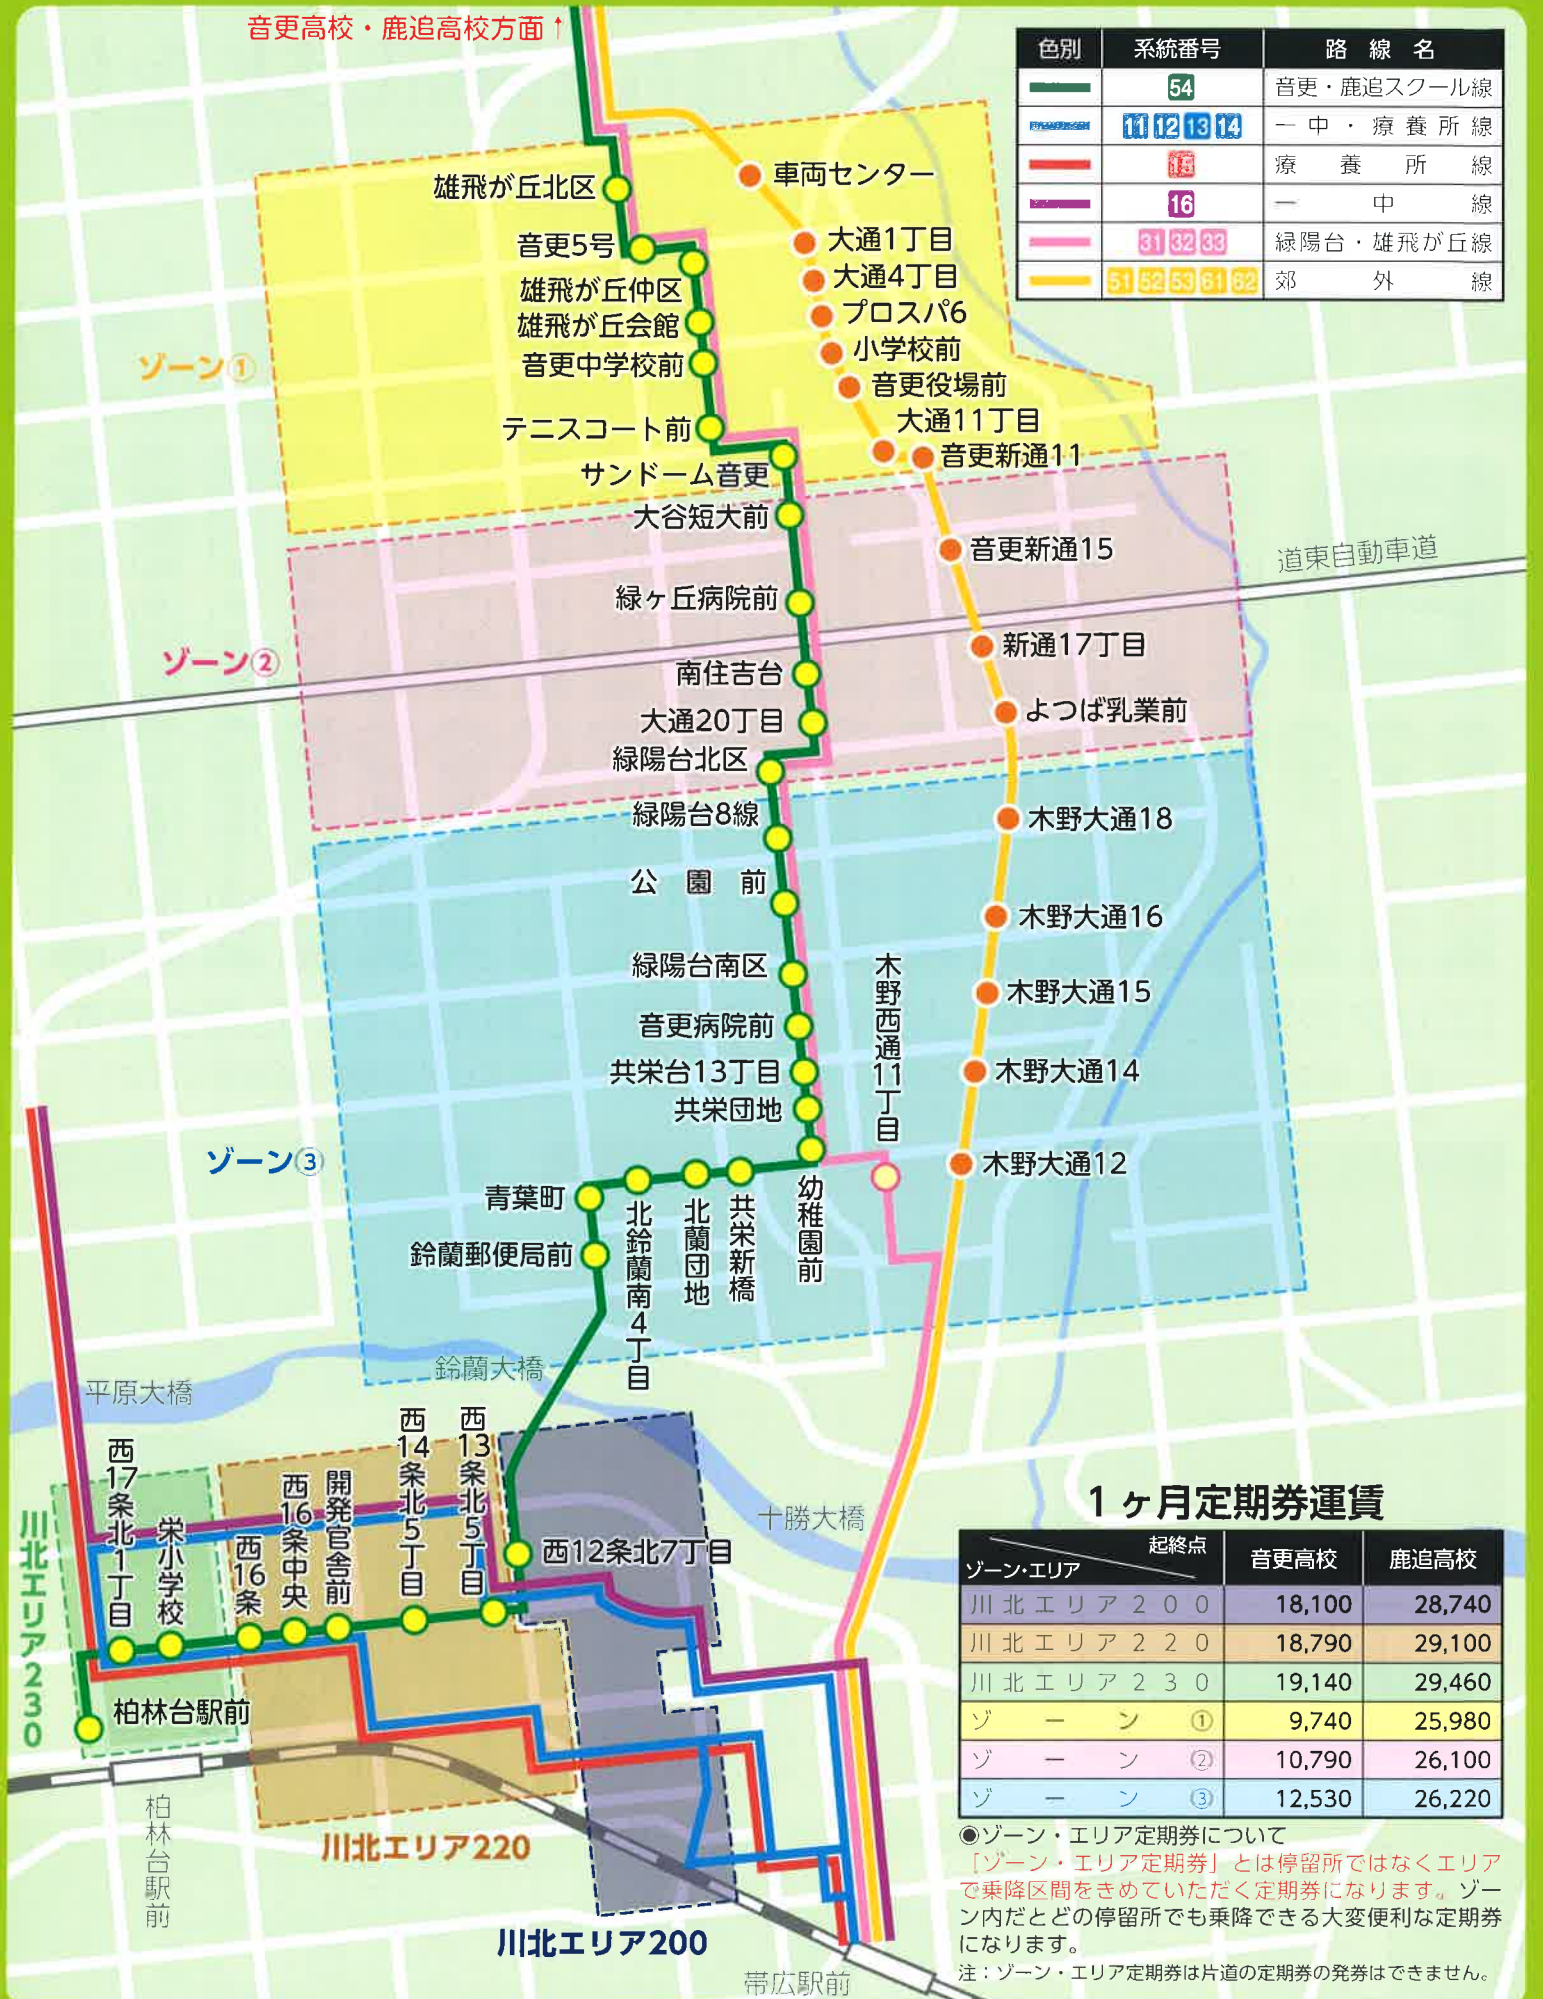 音更高校・鹿追高校方面↑
色別 系統番号 路線名
54 音更・鹿追スクール線
11 12 13 14 一中・療養所線
療養所線
16 一中線
31 32 33 緑陽台・雄飛が丘線
51 52 53 61 62 郊外線
雄飛が丘北区
音更5号
雄飛が丘仲区
雄飛が丘会館
音更中学校前
テニスコート前
サンドーム音更
大谷短大前
緑ヶ丘病院前
南住吉台
大通20丁目
緑陽台北区
緑陽台8線
公園前
緑陽台南区
音更病院前
共栄台13丁目
共栄団地
幼稚園前
共栄新橋
北蘭団地
北鈴蘭南4丁目
青葉町
鈴蘭郵便局前
車両センター
大通1丁目
大通4丁目
プロスパ6
小学校前
音更役場前
大通11丁目
音更新通11
音更新通15
新通17丁目
よつば乳業前
木野大通18
木野大通16
木野大通15
木野大通14
木野大通12
木野西通11丁目
道東自動車道
ゾーン①
ゾーン②
ゾーン③
平原大橋
鈴蘭大橋
十勝大橋
西12条北7丁目
西13条北5丁目
西14条北5丁目
開発官舎前
西16条中央
西16条
栄小学校
西17条北1丁目
柏林台駅前
川北エリア230
川北エリア220
川北エリア200
柏林台駅前
帯広駅前
1ヶ月定期券運賃
ゾーン・エリア 起終点 音更高校 鹿追高校
川北エリア200 18,100 28,740
川北エリア220 18,790 29,100
川北エリア230 19,140 29,460
ゾーン① 9,740 25,980
ゾーン② 10,790 26,100
ゾーン③ 12,530 26,220
◉ゾーン・エリア定期券について
「ゾーン・エリア定期券」とは停留所ではなくエリア
で乗降区間をきめていただく定期券になります。ゾー
ン内だとどの停留所でも乗降できる大変便利な定期券
になります。
注：ゾーン・エリア定期券は片道の定期券の発券はできません。